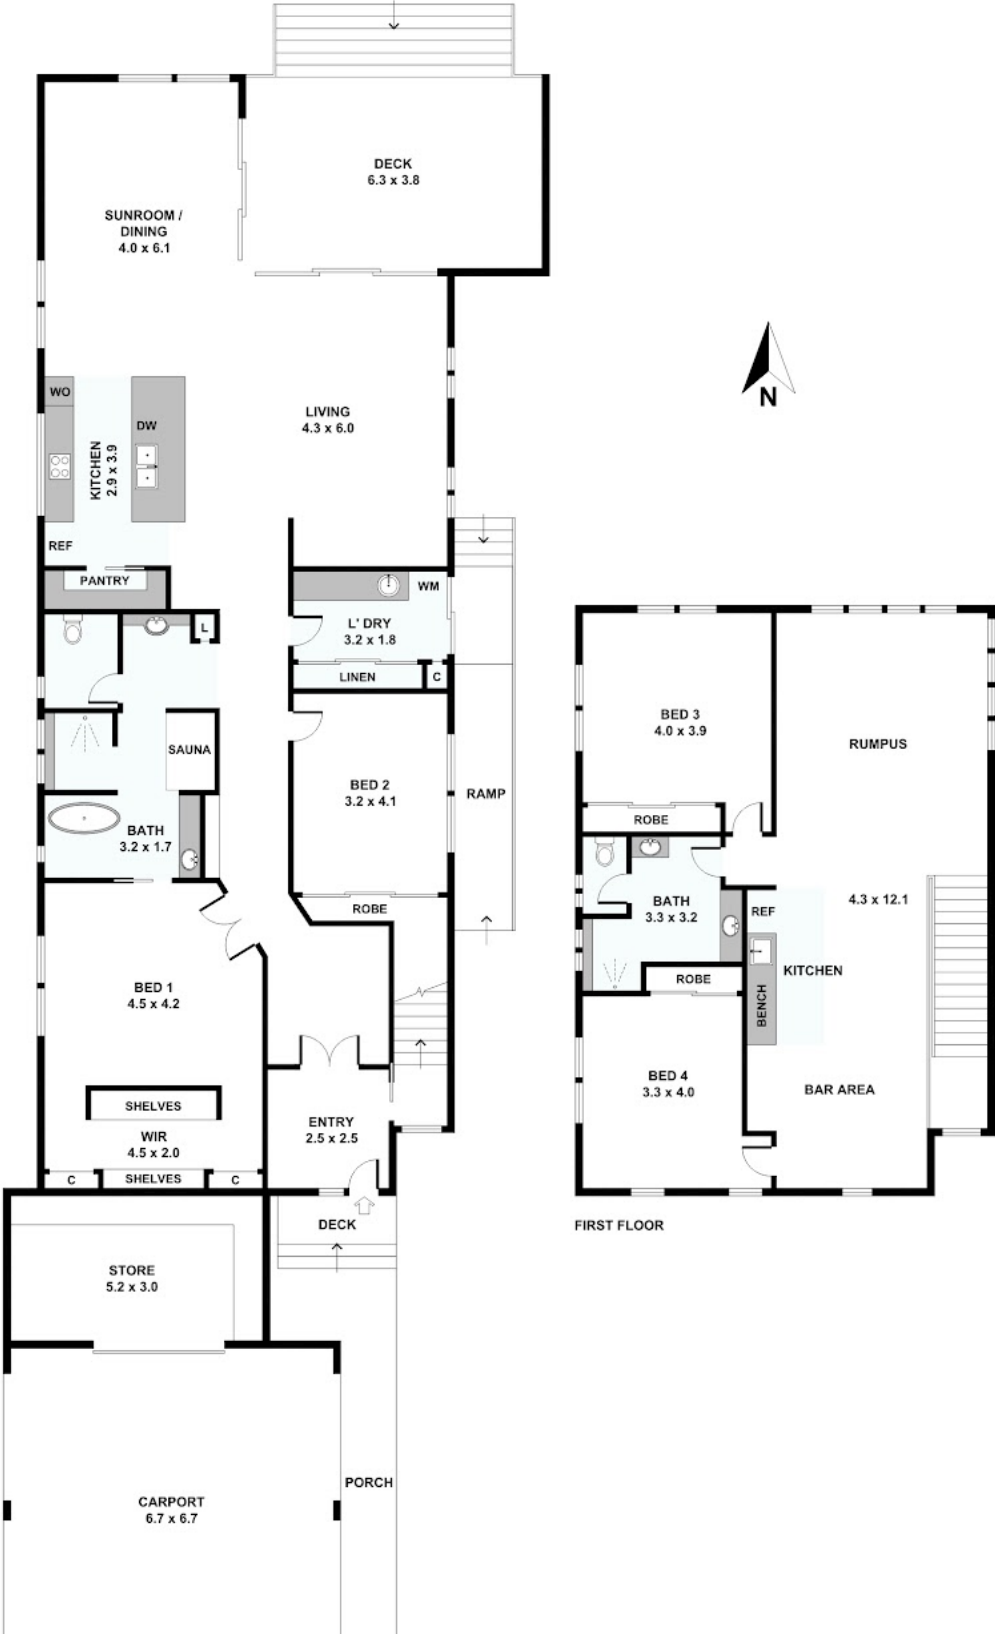 DECK
6.3 x 3.8
SUNROOM /
DINING
4.0 x 6.1
WO
DW
KITCHEN
2.9 x 3.9
REF
LIVING
4.3 x 6.0
N
PANTRY
WM
L' DRY
3.2 x 1.8
L
LINEN
C
SAUNA
BATH
3.2 x 1.7
BED 2
3.2 x 4.1
RAMP
ROBE
BED 1
4.5 x 4.2
SHELVES
WIR
4.5 x 2.0
C
SHELVES
C
ENTRY
2.5 x 2.5
DECK
STORE
5.2 x 3.0
PORCH
CARPORT
6.7 x 6.7
BED 3
4.0 x 3.9
RUMPUS
ROBE
BATH
3.3 x 3.2
REF
4.3 x 12.1
KITCHEN
ROBE
BENCH
BED 4
3.3 x 4.0
BAR AREA
FIRST FLOOR